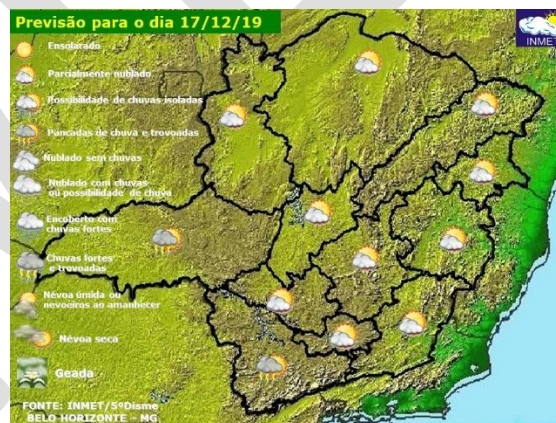 Previsão para o dia 17/12/19
INMET
Ensolarado
Parcialmente nublado
Possibilidade de chuvas isoladas
Pancadas de chuva e trovoadas
Nublado sem chuvas
Nublado com chuvas
ou possibilidade de chuva
Encoberto com
chuvas fortes
Chuvas fortes
e trovoadas
Névoa úmida ou
nevoeiros ao amanhecer
Névoa seca
Geada
FONTE: INMET/5ºDisme
BELO HORIZONTE - MG